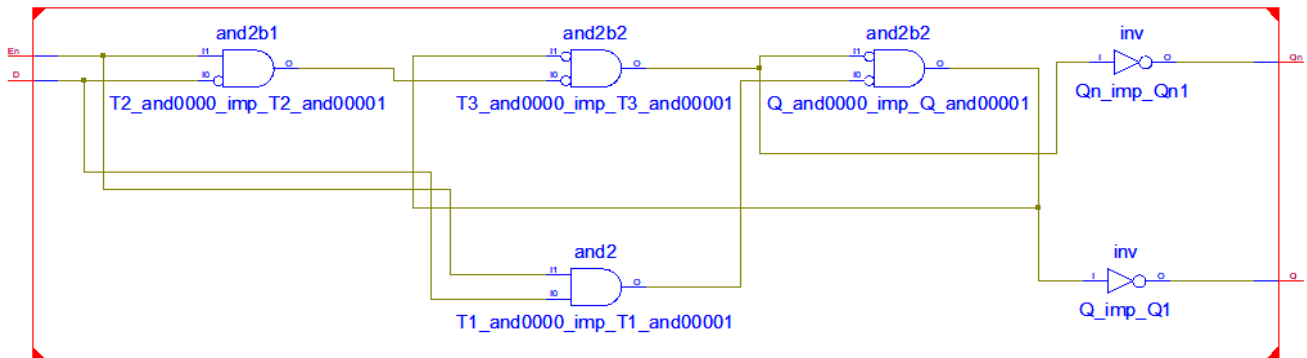 and2b1
and2b2
and2b2
inv
En
I1
I1
I1
D
I0
O
I0
O
I0
O
I
O
Qn
T2_and0000_imp_T2_and00001
T3_and0000_imp_T3_and00001
Q_and0000_imp_Q_and00001
Qn_imp_Qn1
and2
inv
I1
I0
O
I
O
Q
T1_and0000_imp_T1_and00001
Q_imp_Q1